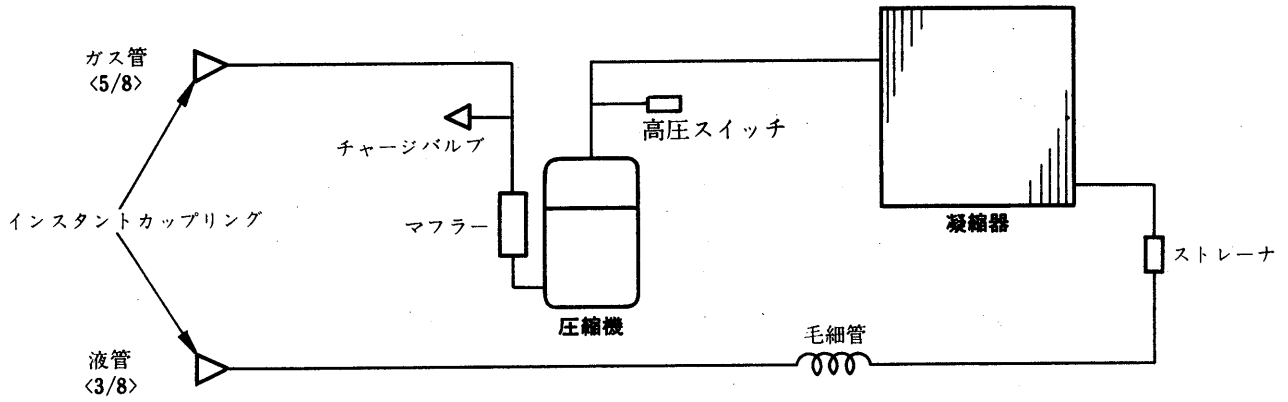 ガス管
<5/8>
チャージバルブ
高圧スイッチ
インスタントカップリング
マフラー
凝縮器
ストレーナ
圧縮機
毛細管
液管
<3/8>